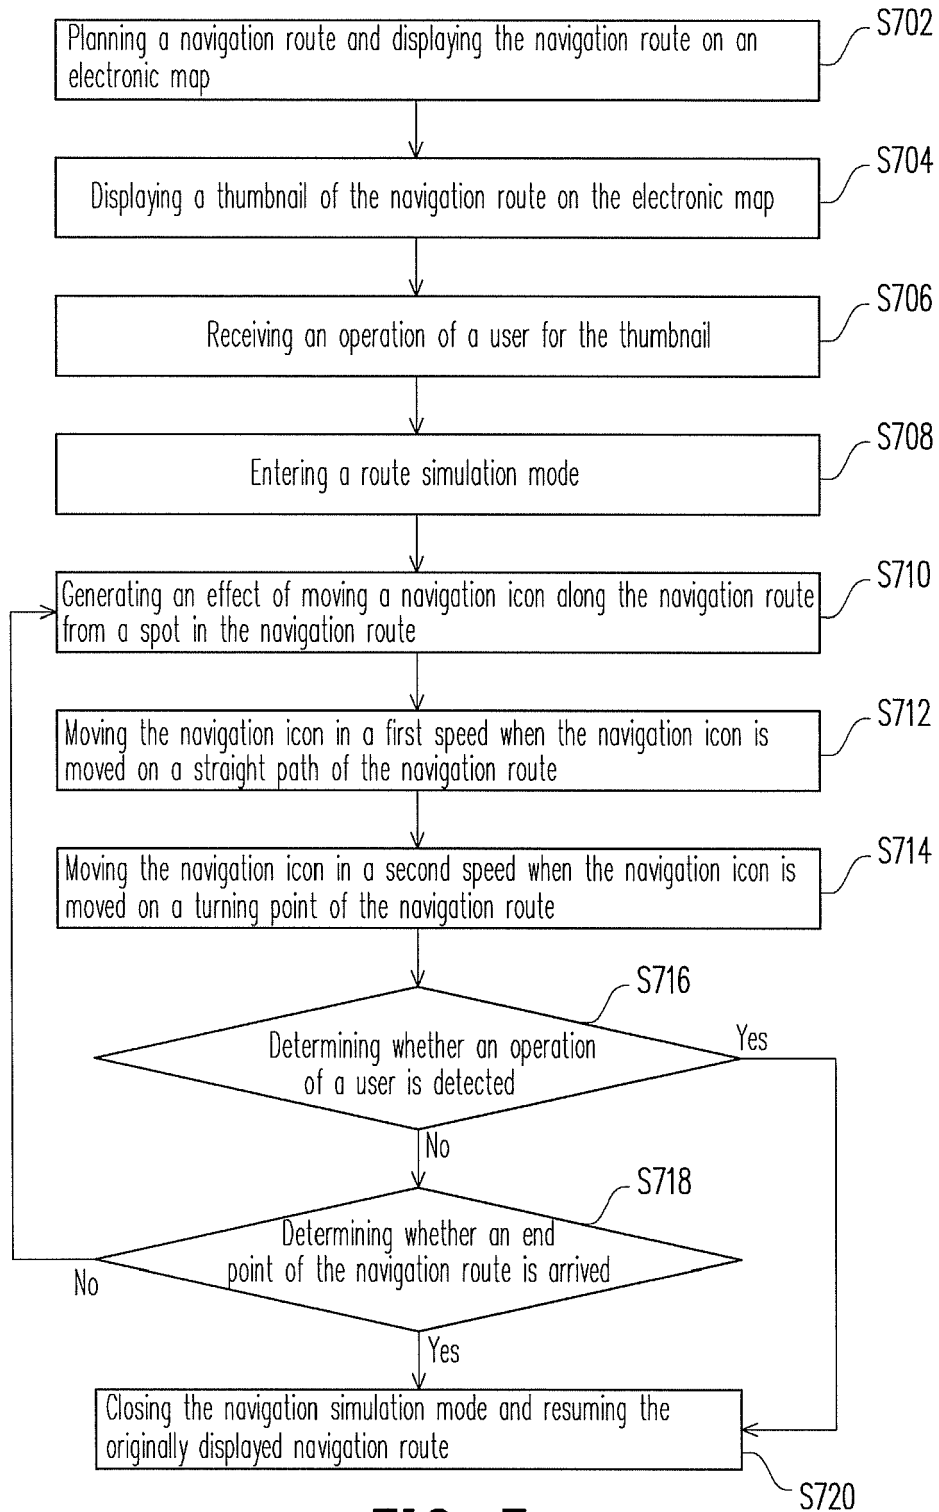 S702
Planning a navigation route and displaying the navigation route on an
electronic map
S704
Displaying a thumbnail of the navigation route on the electronic map
S706
Receiving an operation of a user for the thumbnail
S708
Entering a route simulation mode
S710
Generating an effect of moving a navigation icon along the navigation route
from a spot in the navigation route
S712
Moving the navigation icon in a first speed when the navigation icon is
moved on a straight path of the navigation route
S714
Moving the navigation icon in a second speed when the navigation icon is
moved on a turning point of the navigation route
S716
Yes
Determining whether an operation
of a user is detected
No
S718
Determining whether an end
point of the navigation route is arrived
No
Yes
Closing the navigation simulation mode and resuming the
originally displayed navigation route
S720